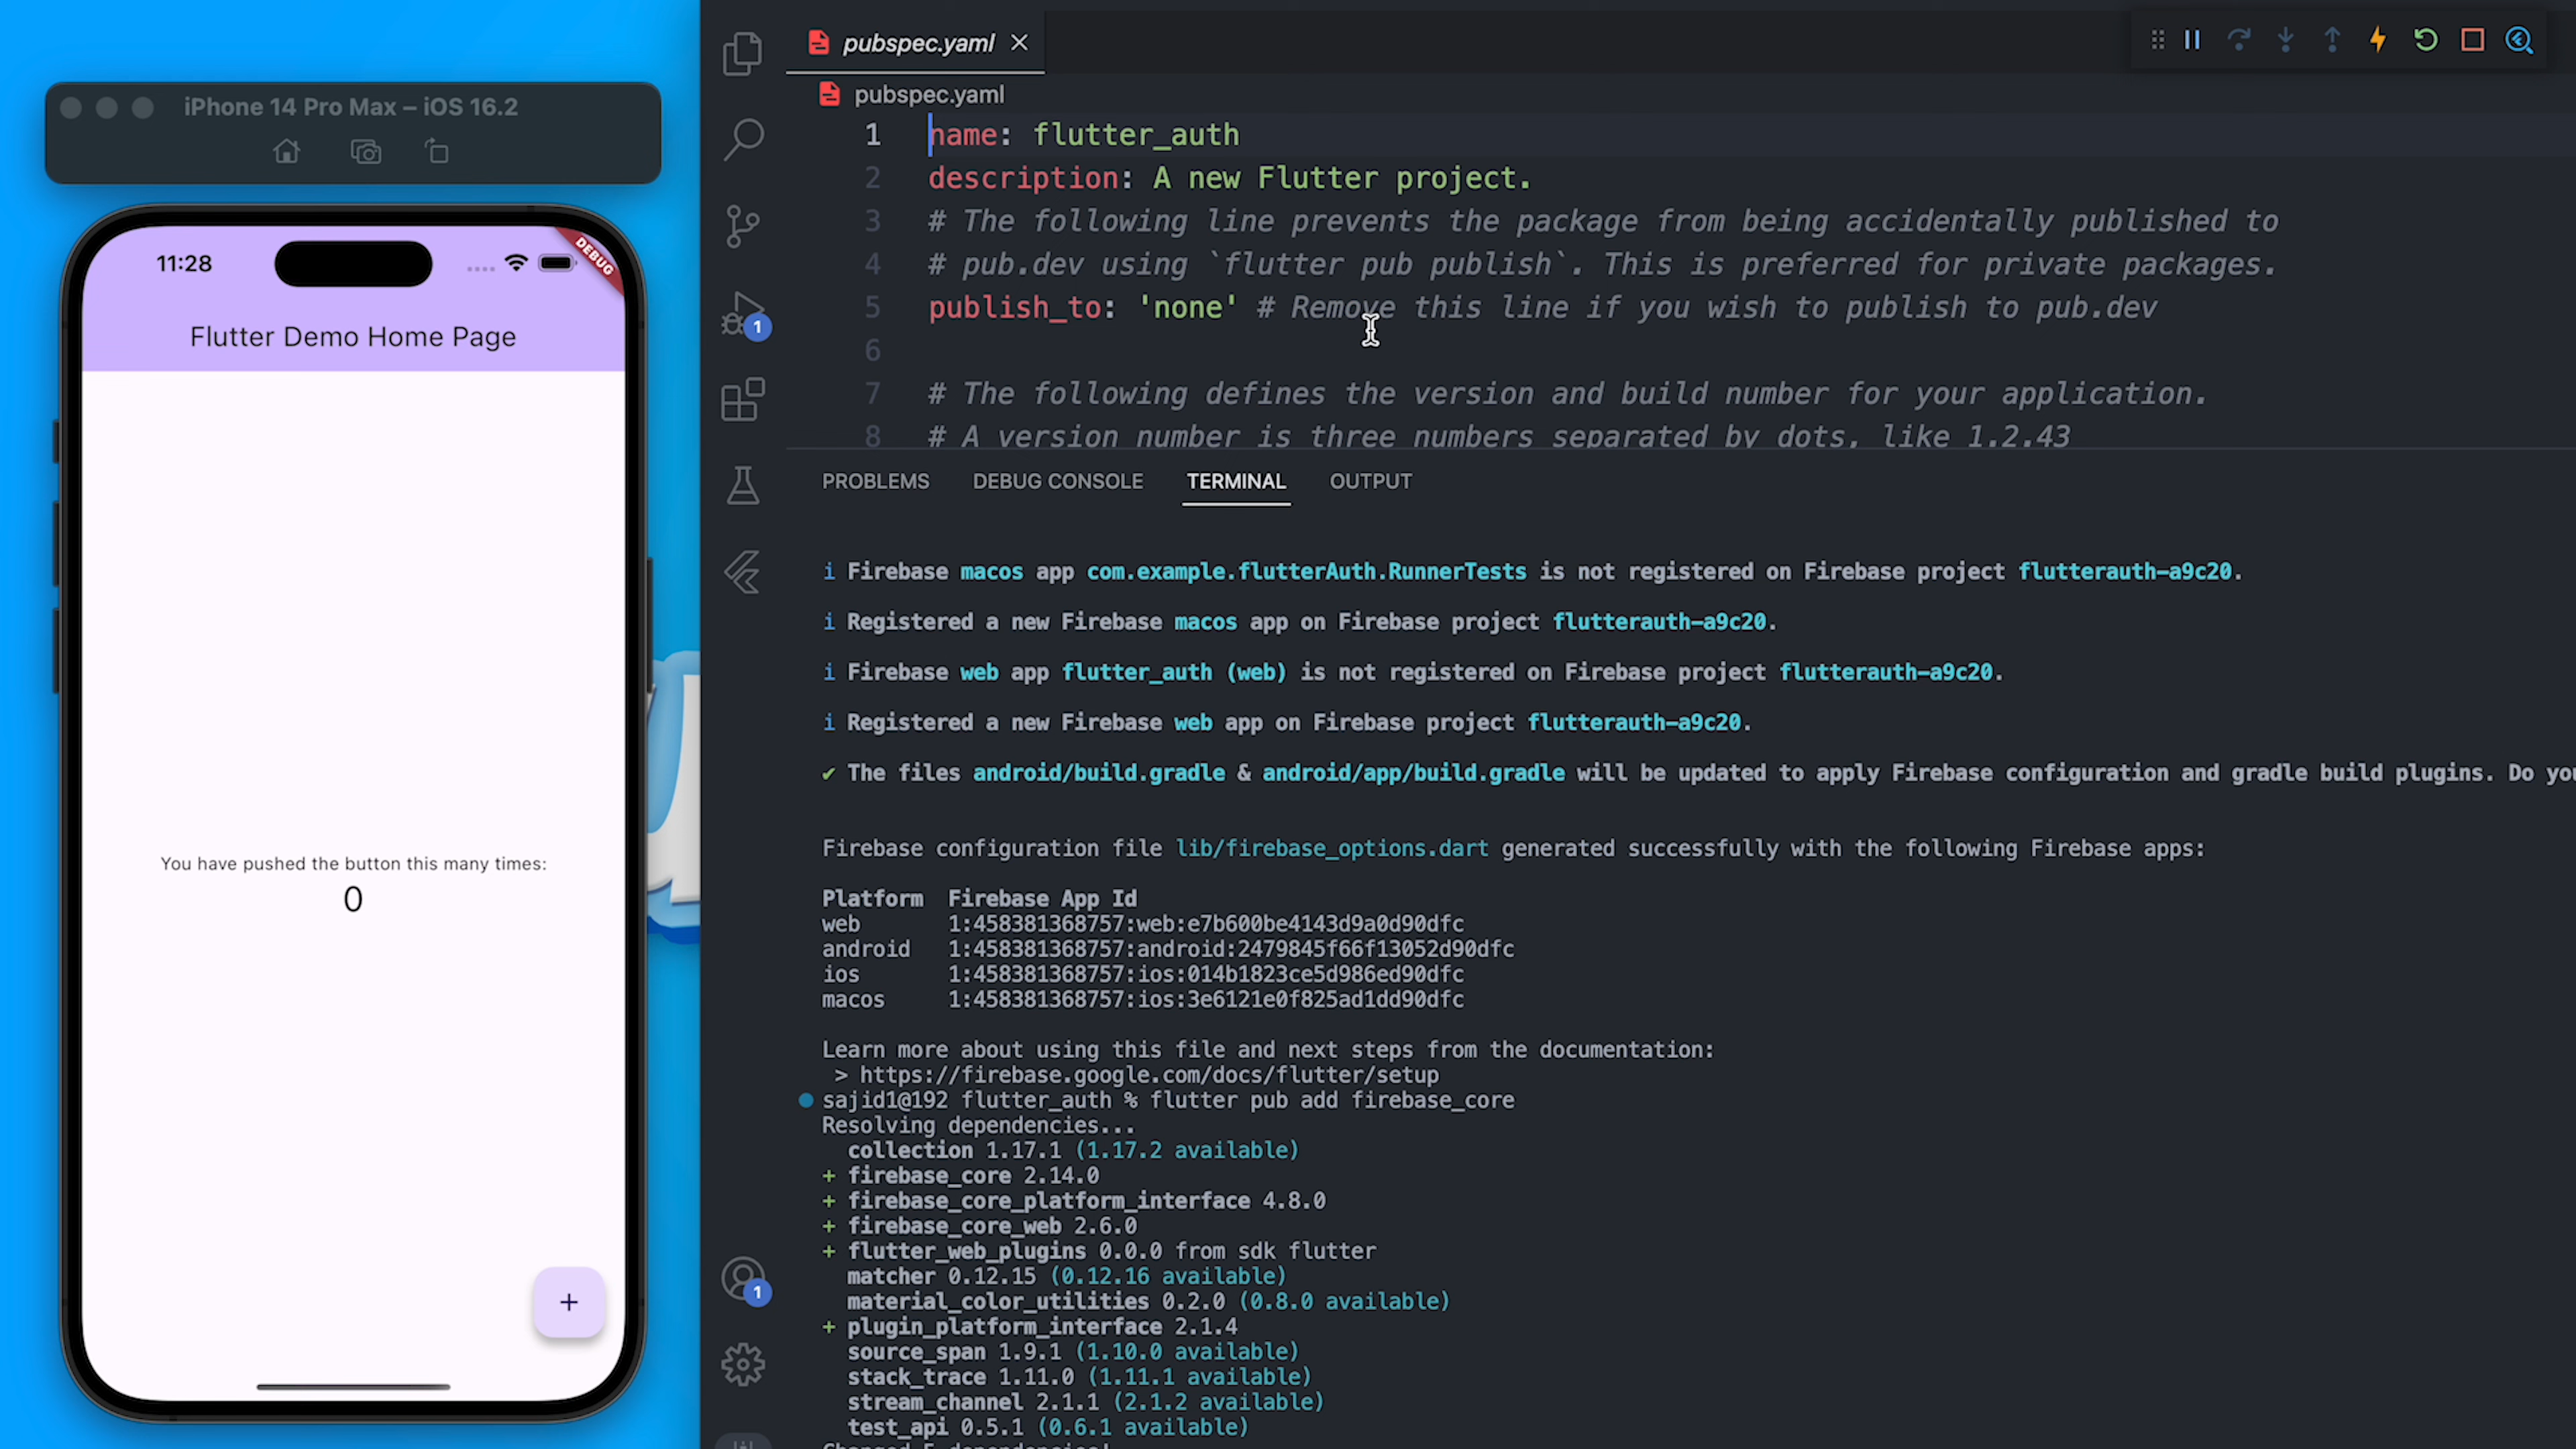 iPhone 14 Pro Max – iOS 16.2
11:28
DEBUG
Flutter Demo Home Page
You have pushed the button this many times:
0
+
pubspec.yaml
pubspec.yaml
1 name: flutter_auth
2 description: A new Flutter project.
3 # The following line prevents the package from being accidentally published to
4 # pub.dev using `flutter pub publish`. This is preferred for private packages.
5 publish_to: 'none' # Remove this line if you wish to publish to pub.dev
6
7 # The following defines the version and build number for your application.
8 # A version number is three numbers separated by dots, like 1.2.43
1
1
PROBLEMS DEBUG CONSOLE TERMINAL OUTPUT
i Firebase macos app com.example.flutterAuth.RunnerTests is not registered on Firebase project flutterauth-a9c20.
i Registered a new Firebase macos app on Firebase project flutterauth-a9c20.
i Firebase web app flutter_auth (web) is not registered on Firebase project flutterauth-a9c20.
i Registered a new Firebase web app on Firebase project flutterauth-a9c20.
✔ The files android/build.gradle & android/app/build.gradle will be updated to apply Firebase configuration and gradle build plugins. Do
Firebase configuration file lib/firebase_options.dart generated successfully with the following Firebase apps:
Platform Firebase App Id
web 1:458381368757:web:e7b600be4143d9a0d90dfc
android 1:458381368757:android:2479845f66f13052d90dfc
ios 1:458381368757:ios:014b1823ce5d986ed90dfc
macos 1:458381368757:ios:3e6121e0f825ad1dd90dfc
Learn more about using this file and next steps from the documentation:
> https://firebase.google.com/docs/flutter/setup
sajid1@192 flutter_auth % flutter pub add firebase_core
Resolving dependencies...
collection 1.17.1 (1.17.2 available)
+ firebase_core 2.14.0
+ firebase_core_platform_interface 4.8.0
+ firebase_core_web 2.6.0
+ flutter_web_plugins 0.0.0 from sdk flutter
matcher 0.12.15 (0.12.16 available)
material_color_utilities 0.2.0 (0.8.0 available)
+ plugin_platform_interface 2.1.4
source_span 1.9.1 (1.10.0 available)
stack_trace 1.11.0 (1.11.1 available)
stream_channel 2.1.1 (2.1.2 available)
test_api 0.5.1 (0.6.1 available)